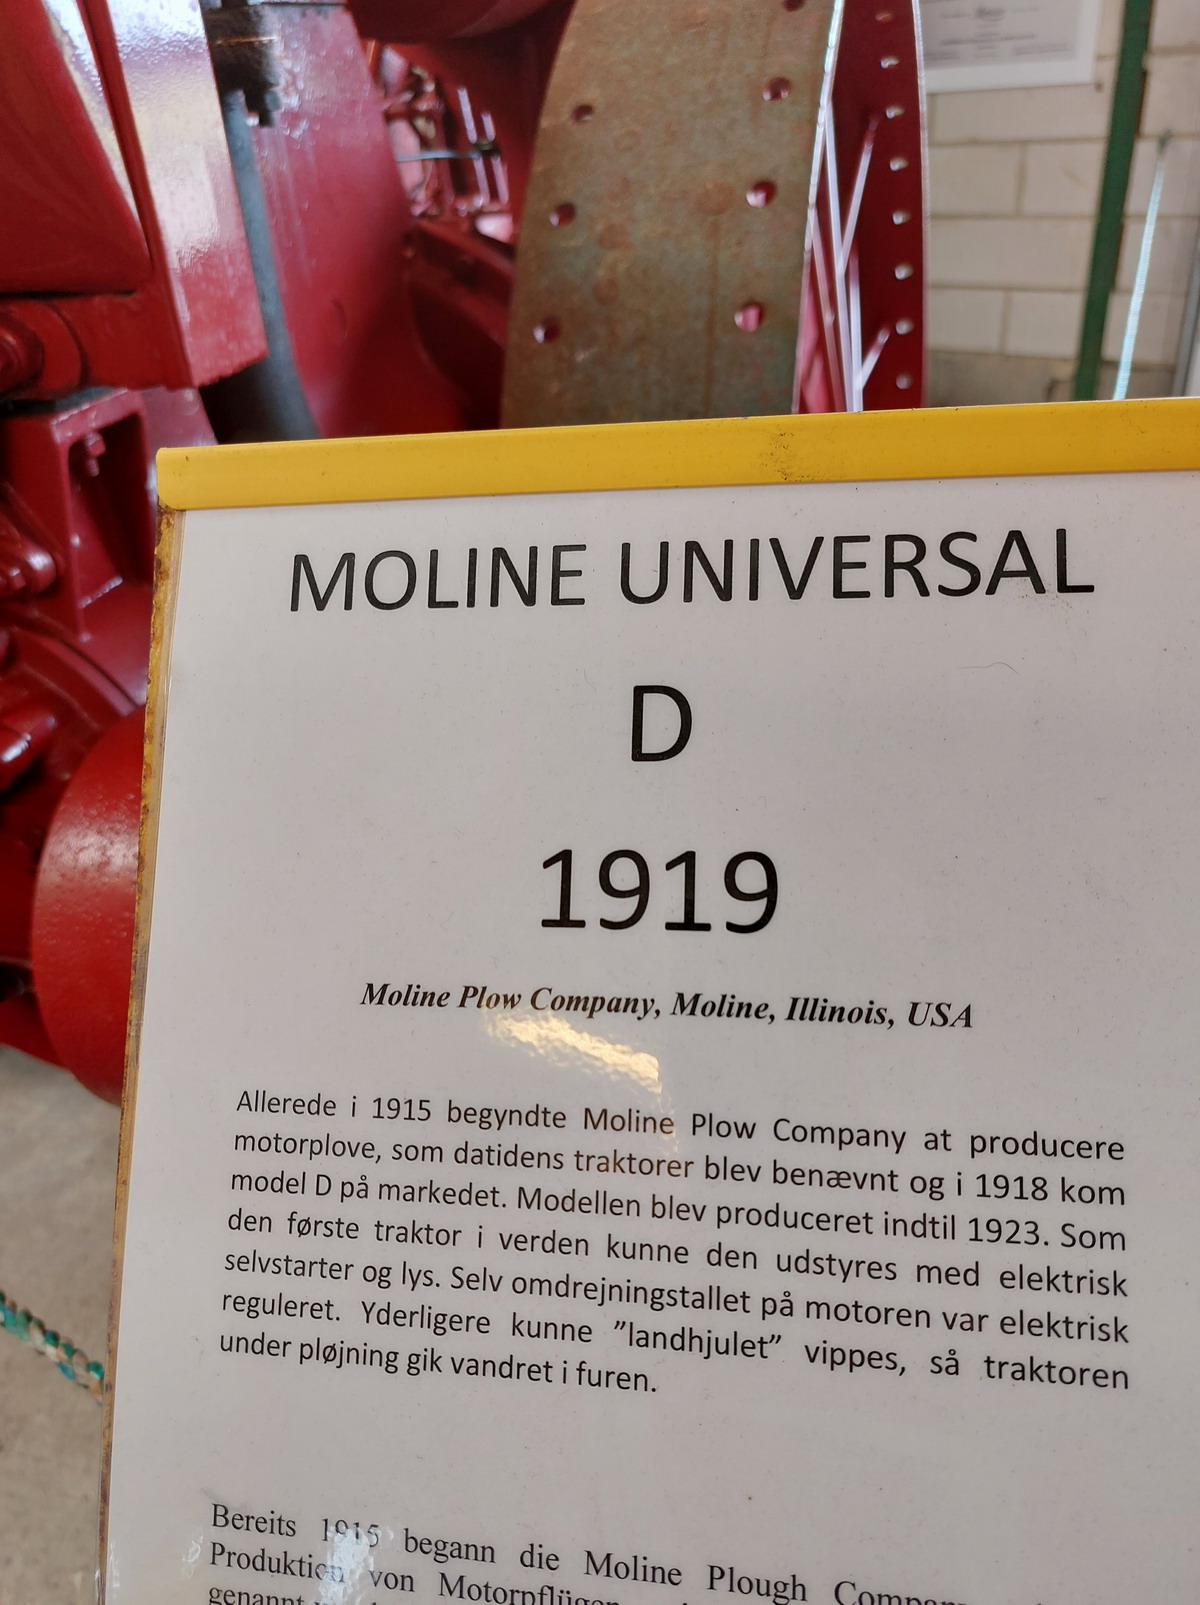 MOLINE UNIVERSAL
D
1919
Moline Plow Company, Moline, Illinois, USA
Allerede i 1915 begyndte Moline Plow Company at producere
motorplove, som datidens traktorer blev benævnt og i 1918 kom
model D på markedet. Modellen blev produceret indtil 1923. Som
den første traktor i verden kunne den udstyres med elektrisk
selvstarter og lys. Selv omdrejningstallet på motoren var elektrisk
reguleret. Yderligere kunne ”landhjulet” vippes, så traktoren
under pløjning gik vandret i furen.
Bereits 1915 begann die Moline Plough
Produktion von Motorpflügen
genannt